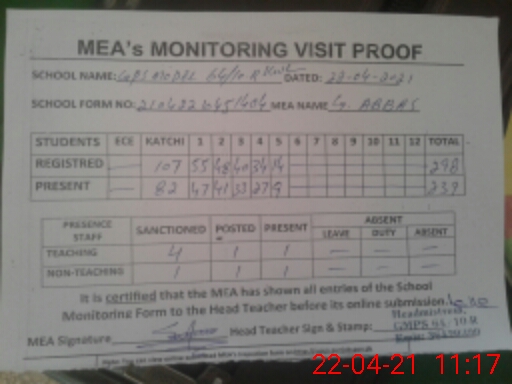 MEA's MONITORING VISIT PROOF
SCHOOL NAME: GPS MODEL 64/10 R DATED: 22-04-2021
SCHOOL FORM NO: MEA NAME G. ABBAS
STUDENTS ECE KATCHI 1 2 3 4 5 6 7 8 9 10 11 12 TOTAL
REGISTRED — 107 55 48 40 34 14 298
PRESENT — 82 47 41 33 27 9 239
PRESENCE STAFF SANCTIONED POSTED PRESENT ABSENT
LEAVE DUTY ABSENT
TEACHING 4 1 1 — — —
NON-TEACHING 1 1 1 — — —
It is certified that the MEA has shown all entries of the School
Monitoring Form to the Head Teacher before its online submission.
MEA Signature Head Teacher Sign & Stamp:
Headmistress
GMPS 64/10-R
22-04-21 11:17